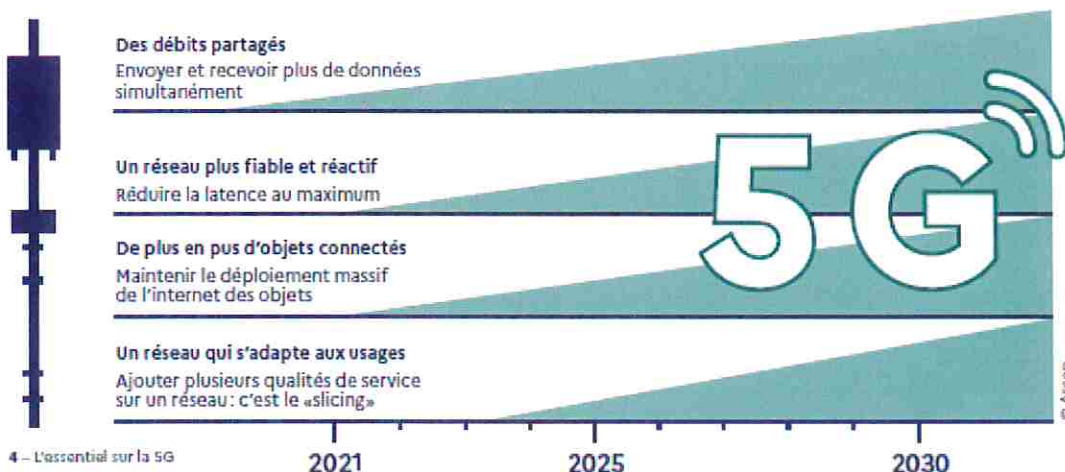 Des débits partagés
Envoyer et recevoir plus de données
simultanément
Un réseau plus fiable et réactif
Réduire la latence au maximum
De plus en pus d'objets connectés
Maintenir le déploiement massif
de l'internet des objets
Un réseau qui s'adapte aux usages
Ajouter plusieurs qualités de service
sur un réseau : c'est le «slicing»
5G
© Arcep
4 – L'essentiel sur la 5G
2021
2025
2030